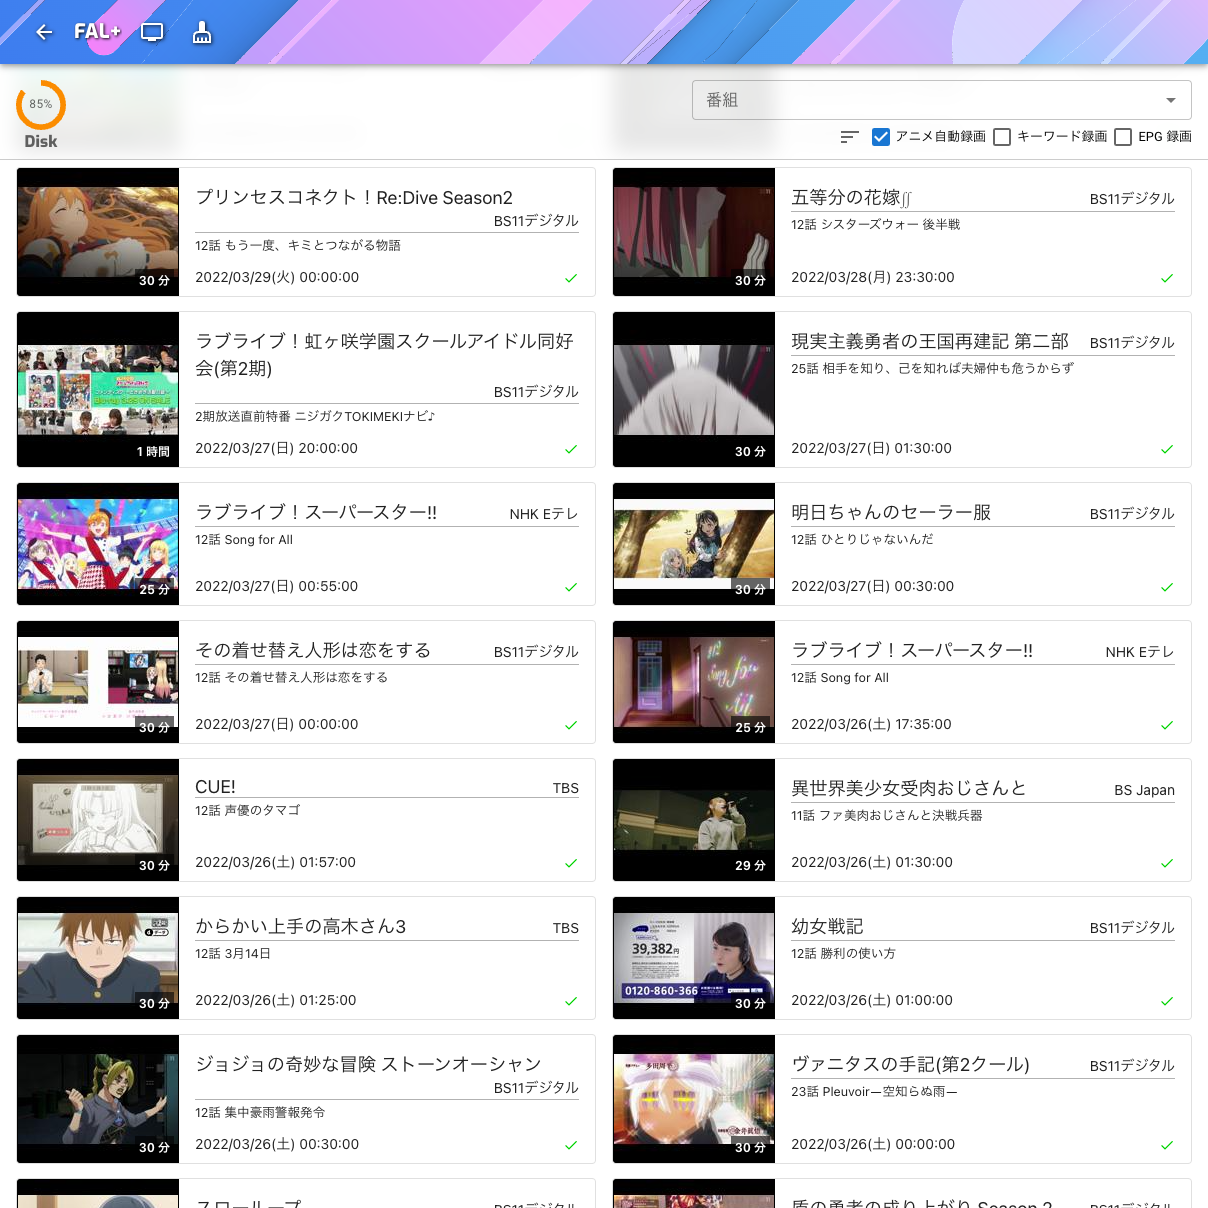 FAL+
85%
Disk
番組
アニメ自動録画
キーワード録画
EPG 録画
プリンセスコネクト！Re:Dive Season2
BS11デジタル
12話 もう一度、キミとつながる物語
30 分
2022/03/29(火) 00:00:00
五等分の花嫁∬
BS11デジタル
12話 シスターズウォー 後半戦
30 分
2022/03/28(月) 23:30:00
ラブライブ！虹ヶ咲学園スクールアイドル同好
会(第2期)
BS11デジタル
2期放送直前特番 ニジガクTOKIMEKIナビ♪
1 時間
2022/03/27(日) 20:00:00
現実主義勇者の王国再建記 第二部
BS11デジタル
25話 相手を知り、己を知れば夫婦仲も危うからず
30 分
2022/03/27(日) 01:30:00
ラブライブ！スーパースター!!
NHK Eテレ
12話 Song for All
25 分
2022/03/27(日) 00:55:00
明日ちゃんのセーラー服
BS11デジタル
12話 ひとりじゃないんだ
30 分
2022/03/27(日) 00:30:00
その着せ替え人形は恋をする
BS11デジタル
12話 その着せ替え人形は恋をする
30 分
2022/03/27(日) 00:00:00
ラブライブ！スーパースター!!
NHK Eテレ
12話 Song for All
25 分
2022/03/26(土) 17:35:00
CUE!
TBS
12話 声優のタマゴ
30 分
2022/03/26(土) 01:57:00
異世界美少女受肉おじさんと
BS Japan
11話 ファ美肉おじさんと決戦兵器
29 分
2022/03/26(土) 01:30:00
からかい上手の高木さん3
TBS
12話 3月14日
30 分
2022/03/26(土) 01:25:00
幼女戦記
BS11デジタル
12話 勝利の使い方
39,382円
0120-860-366
30 分
2022/03/26(土) 01:00:00
ジョジョの奇妙な冒険 ストーンオーシャン
BS11デジタル
12話 集中豪雨警報発令
30 分
2022/03/26(土) 00:30:00
ヴァニタスの手記(第2クール)
BS11デジタル
23話 Pleuvoir—空知らぬ雨—
30 分
2022/03/26(土) 00:00:00
スローループ
BS11デジタル
盾の勇者の成り上がり Season 2
BS11デジタル